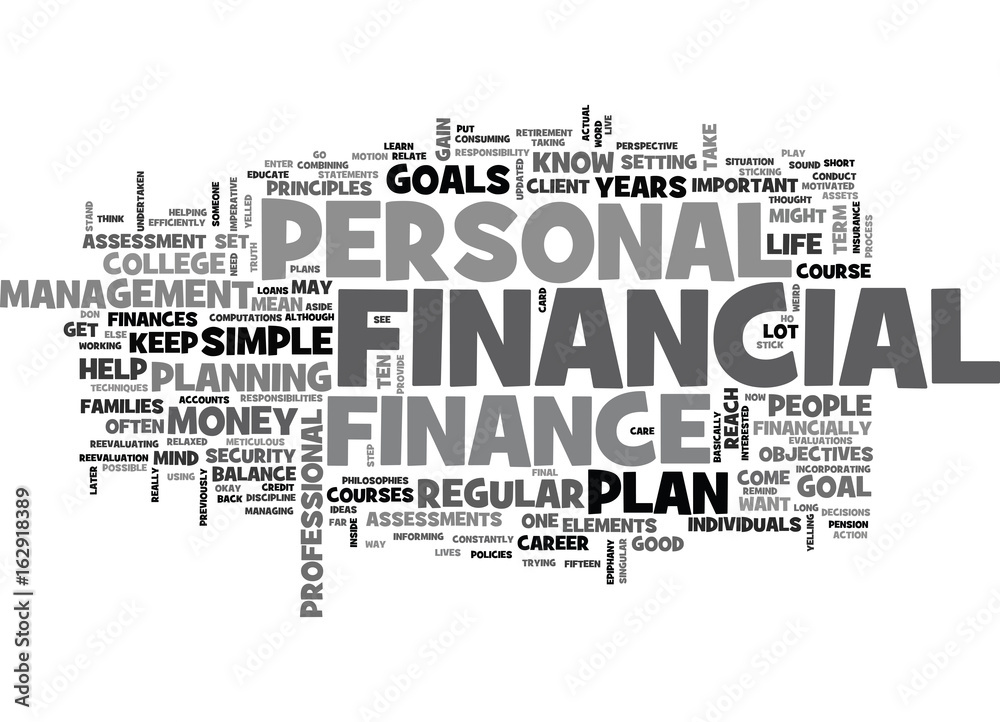 PUT
CONSUMING
RETIREMENT
TAKING
ACTUAL
WORD
LIVE
GAIN
LEARN
RELATE
RESPONSIBILITY
PERSPECTIVE
TAKE
GO
MOTION
ENTER
COMBINING
EDUCATE
STATEMENTS
KNOW
SETTING
UPDATED
SITUATION
STICKING
PLAY
SOUND
SHORT
CONDUCT
MOTIVATED
ASSETS
PRINCIPLES
GOALS
CLIENT
YEARS
IMPORTANT
THOUGHT
MIGHT
TERM
INSURANCE
PROCESS
UNDERTAKEN
SOMEONE
IMPERATIVE
YELLED
STAND
THINK
HELPING
EFFICIENTLY
ASSESSMENT
SET
NEED
TRUTH
PERSONAL
LIFE
COLLEGE
PLANS
COURSE
MANAGEMENT
LOANS
MAY
MEAN
ASIDE
FINANCIAL
CARD
WEIRD
HO
DON
FINANCES
COMPUTATIONS
ALTHOUGH
GET
ELSE
WORKING
KEEP
SIMPLE
SEE
LOT
STICK
HELP
PLANNING
TEN
PROVIDE
TECHNIQUES
ACCOUNTS
RESPONSIBILITIES
FAMILIES
MONEY
FINANCE
CARE
BASICALLY
REACH
INTERESTED
NOW
PEOPLE
OFTEN
PROFESSIONAL
STEP
FINANCIALLY
REEVALUATING
RELAXED
METICULOUS
EVALUATIONS
REEVALUATION
MIND
SECURITY
OBJECTIVES
LATER
POSSIBLE
REALLY
USING
BALANCE
FINAL
PHILOSOPHIES
COME
INCORPORATING
PREVIOUSLY
OKAY
CREDIT
BACK
DISCIPLINE
MANAGING
COURSES
REGULAR
PLAN
REMIND
GOAL
WANT
LONG
IDEAS
FAR
INSIDE
ASSESSMENTS
ONE
ELEMENTS
INDIVIDUALS
YELLING
DECISIONS
PENSION
ACTION
WAY
INFORMING
CONSTANTLY
CAREER
GOOD
LIVES
POLICIES
TRYING
FIFTEEN
EPIPHANY
SINGULAR
Adobe Stock | #162918389